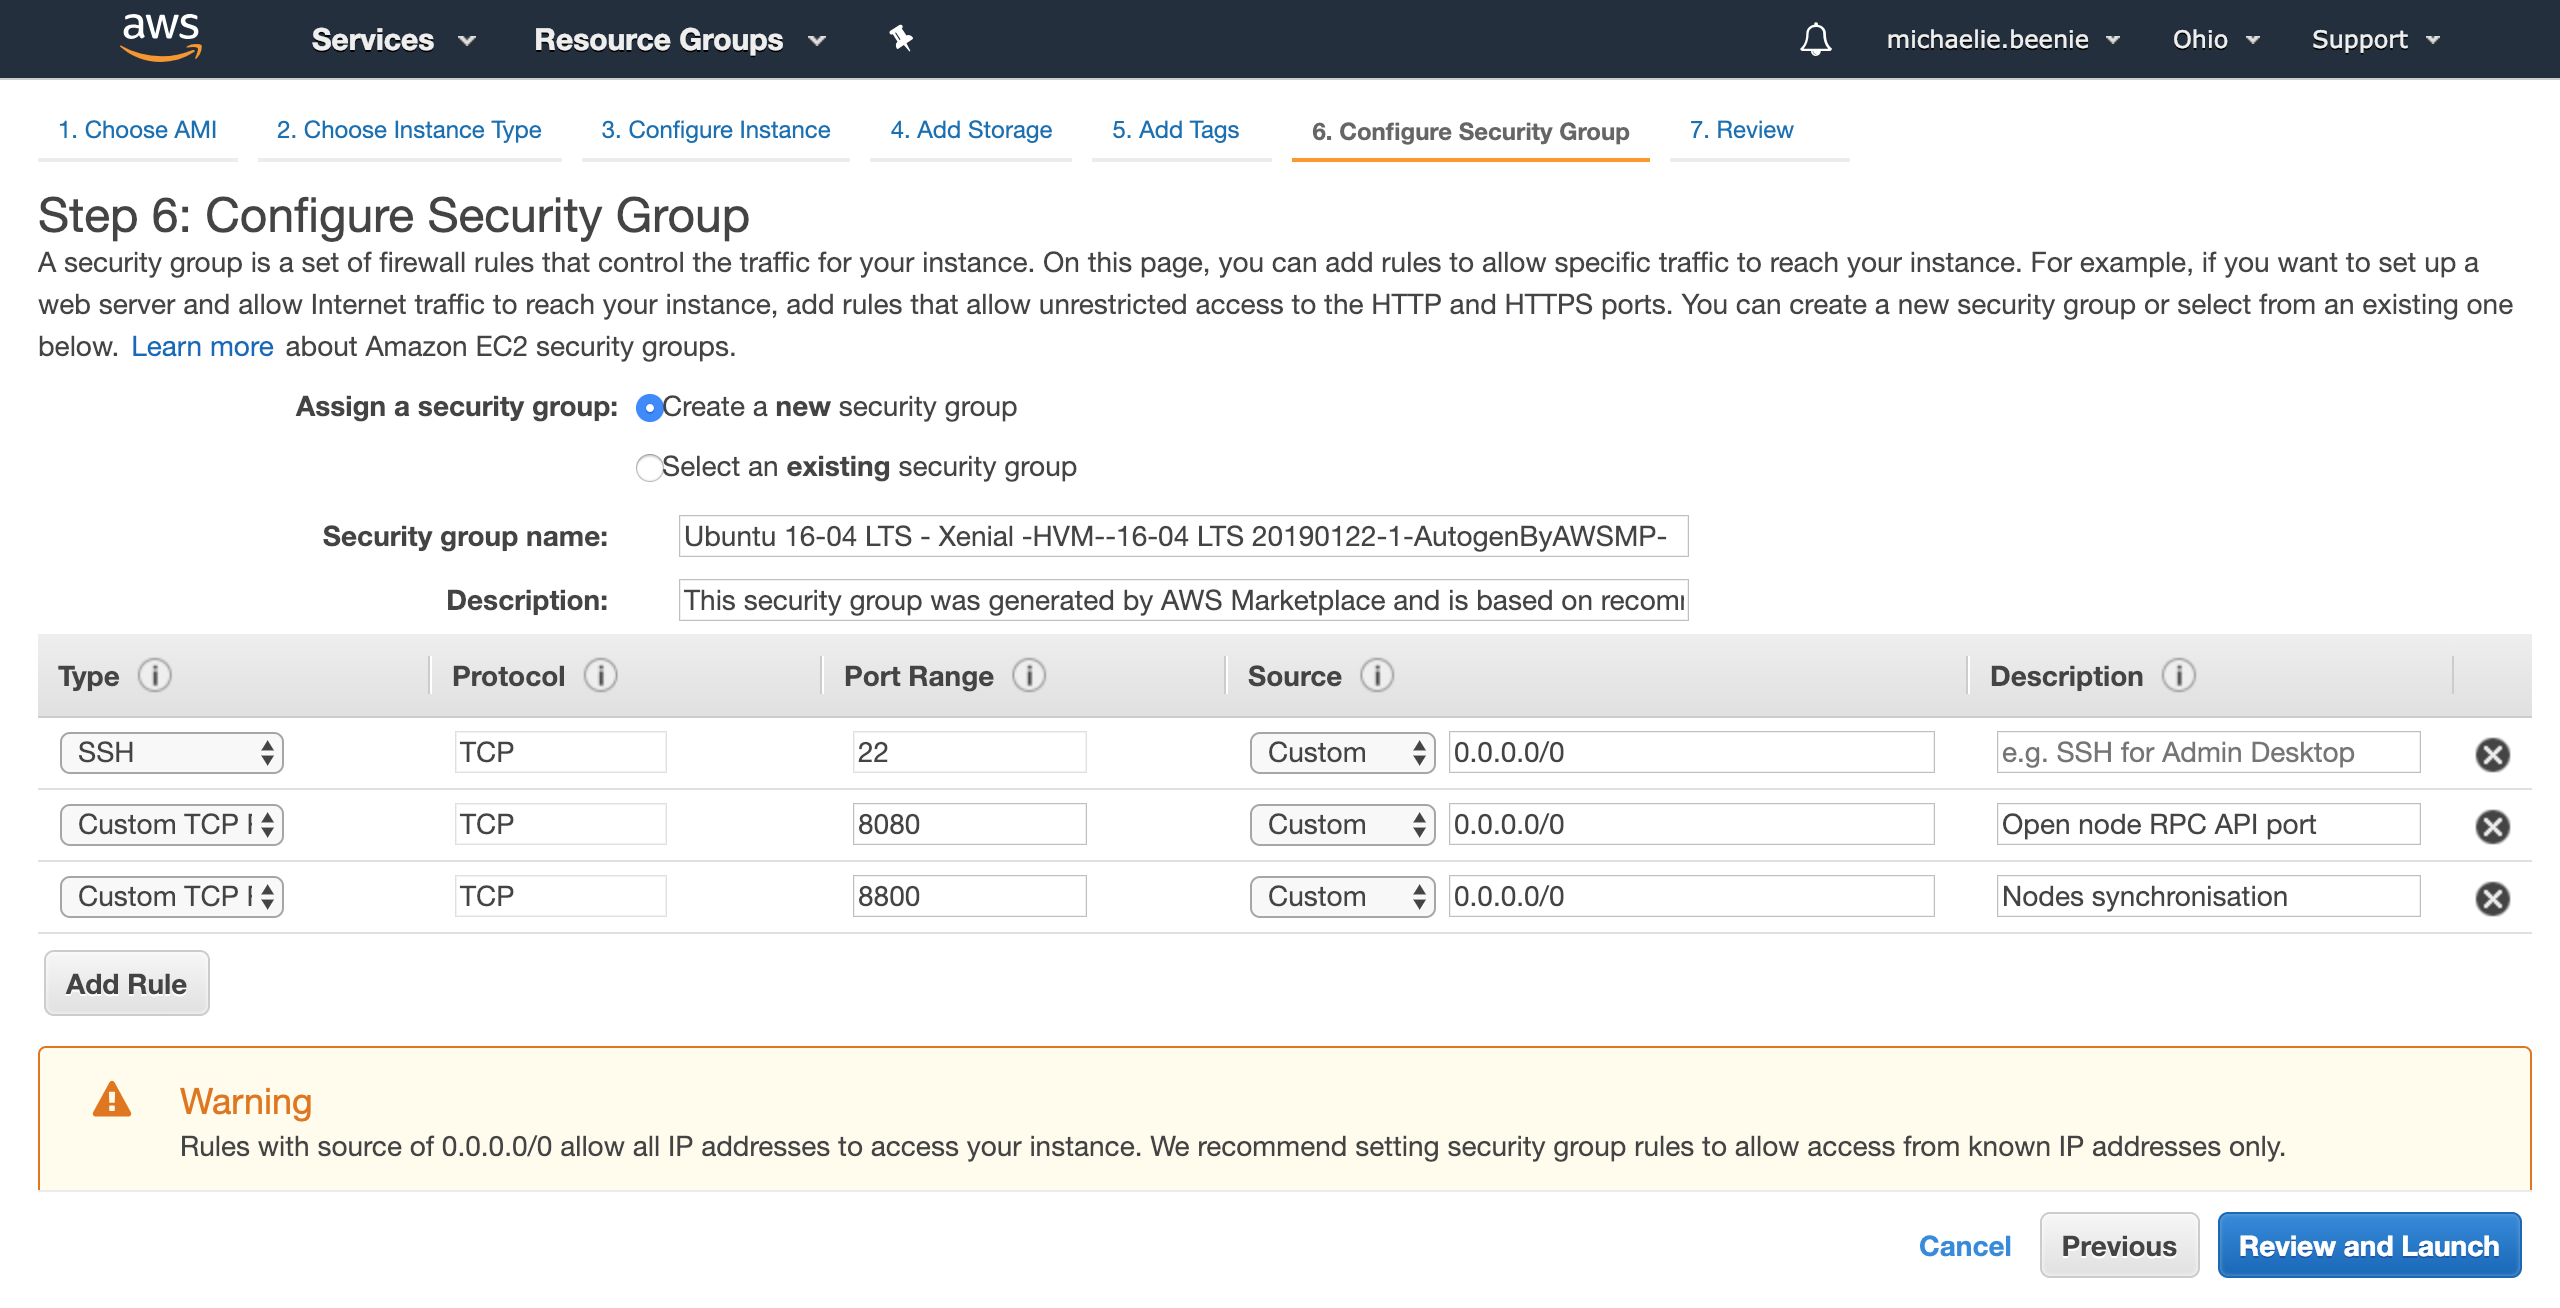 aws Services Resource Groups michaelie.beenie Ohio Support
1. Choose AMI 2. Choose Instance Type 3. Configure Instance 4. Add Storage 5. Add Tags 6. Configure Security Group 7. Review
Step 6: Configure Security Group
A security group is a set of firewall rules that control the traffic for your instance. On this page, you can add rules to allow specific traffic to reach your instance. For example, if you want to set up a
web server and allow Internet traffic to reach your instance, add rules that allow unrestricted access to the HTTP and HTTPS ports. You can create a new security group or select from an existing one
below. Learn more about Amazon EC2 security groups.
Assign a security group: Create a new security group
Select an existing security group
Security group name: Ubuntu 16-04 LTS - Xenial -HVM--16-04 LTS 20190122-1-AutogenByAWSMP-
Description: This security group was generated by AWS Marketplace and is based on
Type Protocol Port Range Source Description
SSH TCP 22 Custom 0.0.0.0/0 e.g. SSH for Admin Desktop
Custom TCP TCP 8080 Custom 0.0.0.0/0 Open node RPC API port
Custom TCP TCP 8800 Custom 0.0.0.0/0 Nodes synchronisation
Add Rule
Warning
Rules with source of 0.0.0.0/0 allow all IP addresses to access your instance. We recommend setting security group rules to allow access from known IP addresses only.
Cancel Previous Review and Launch